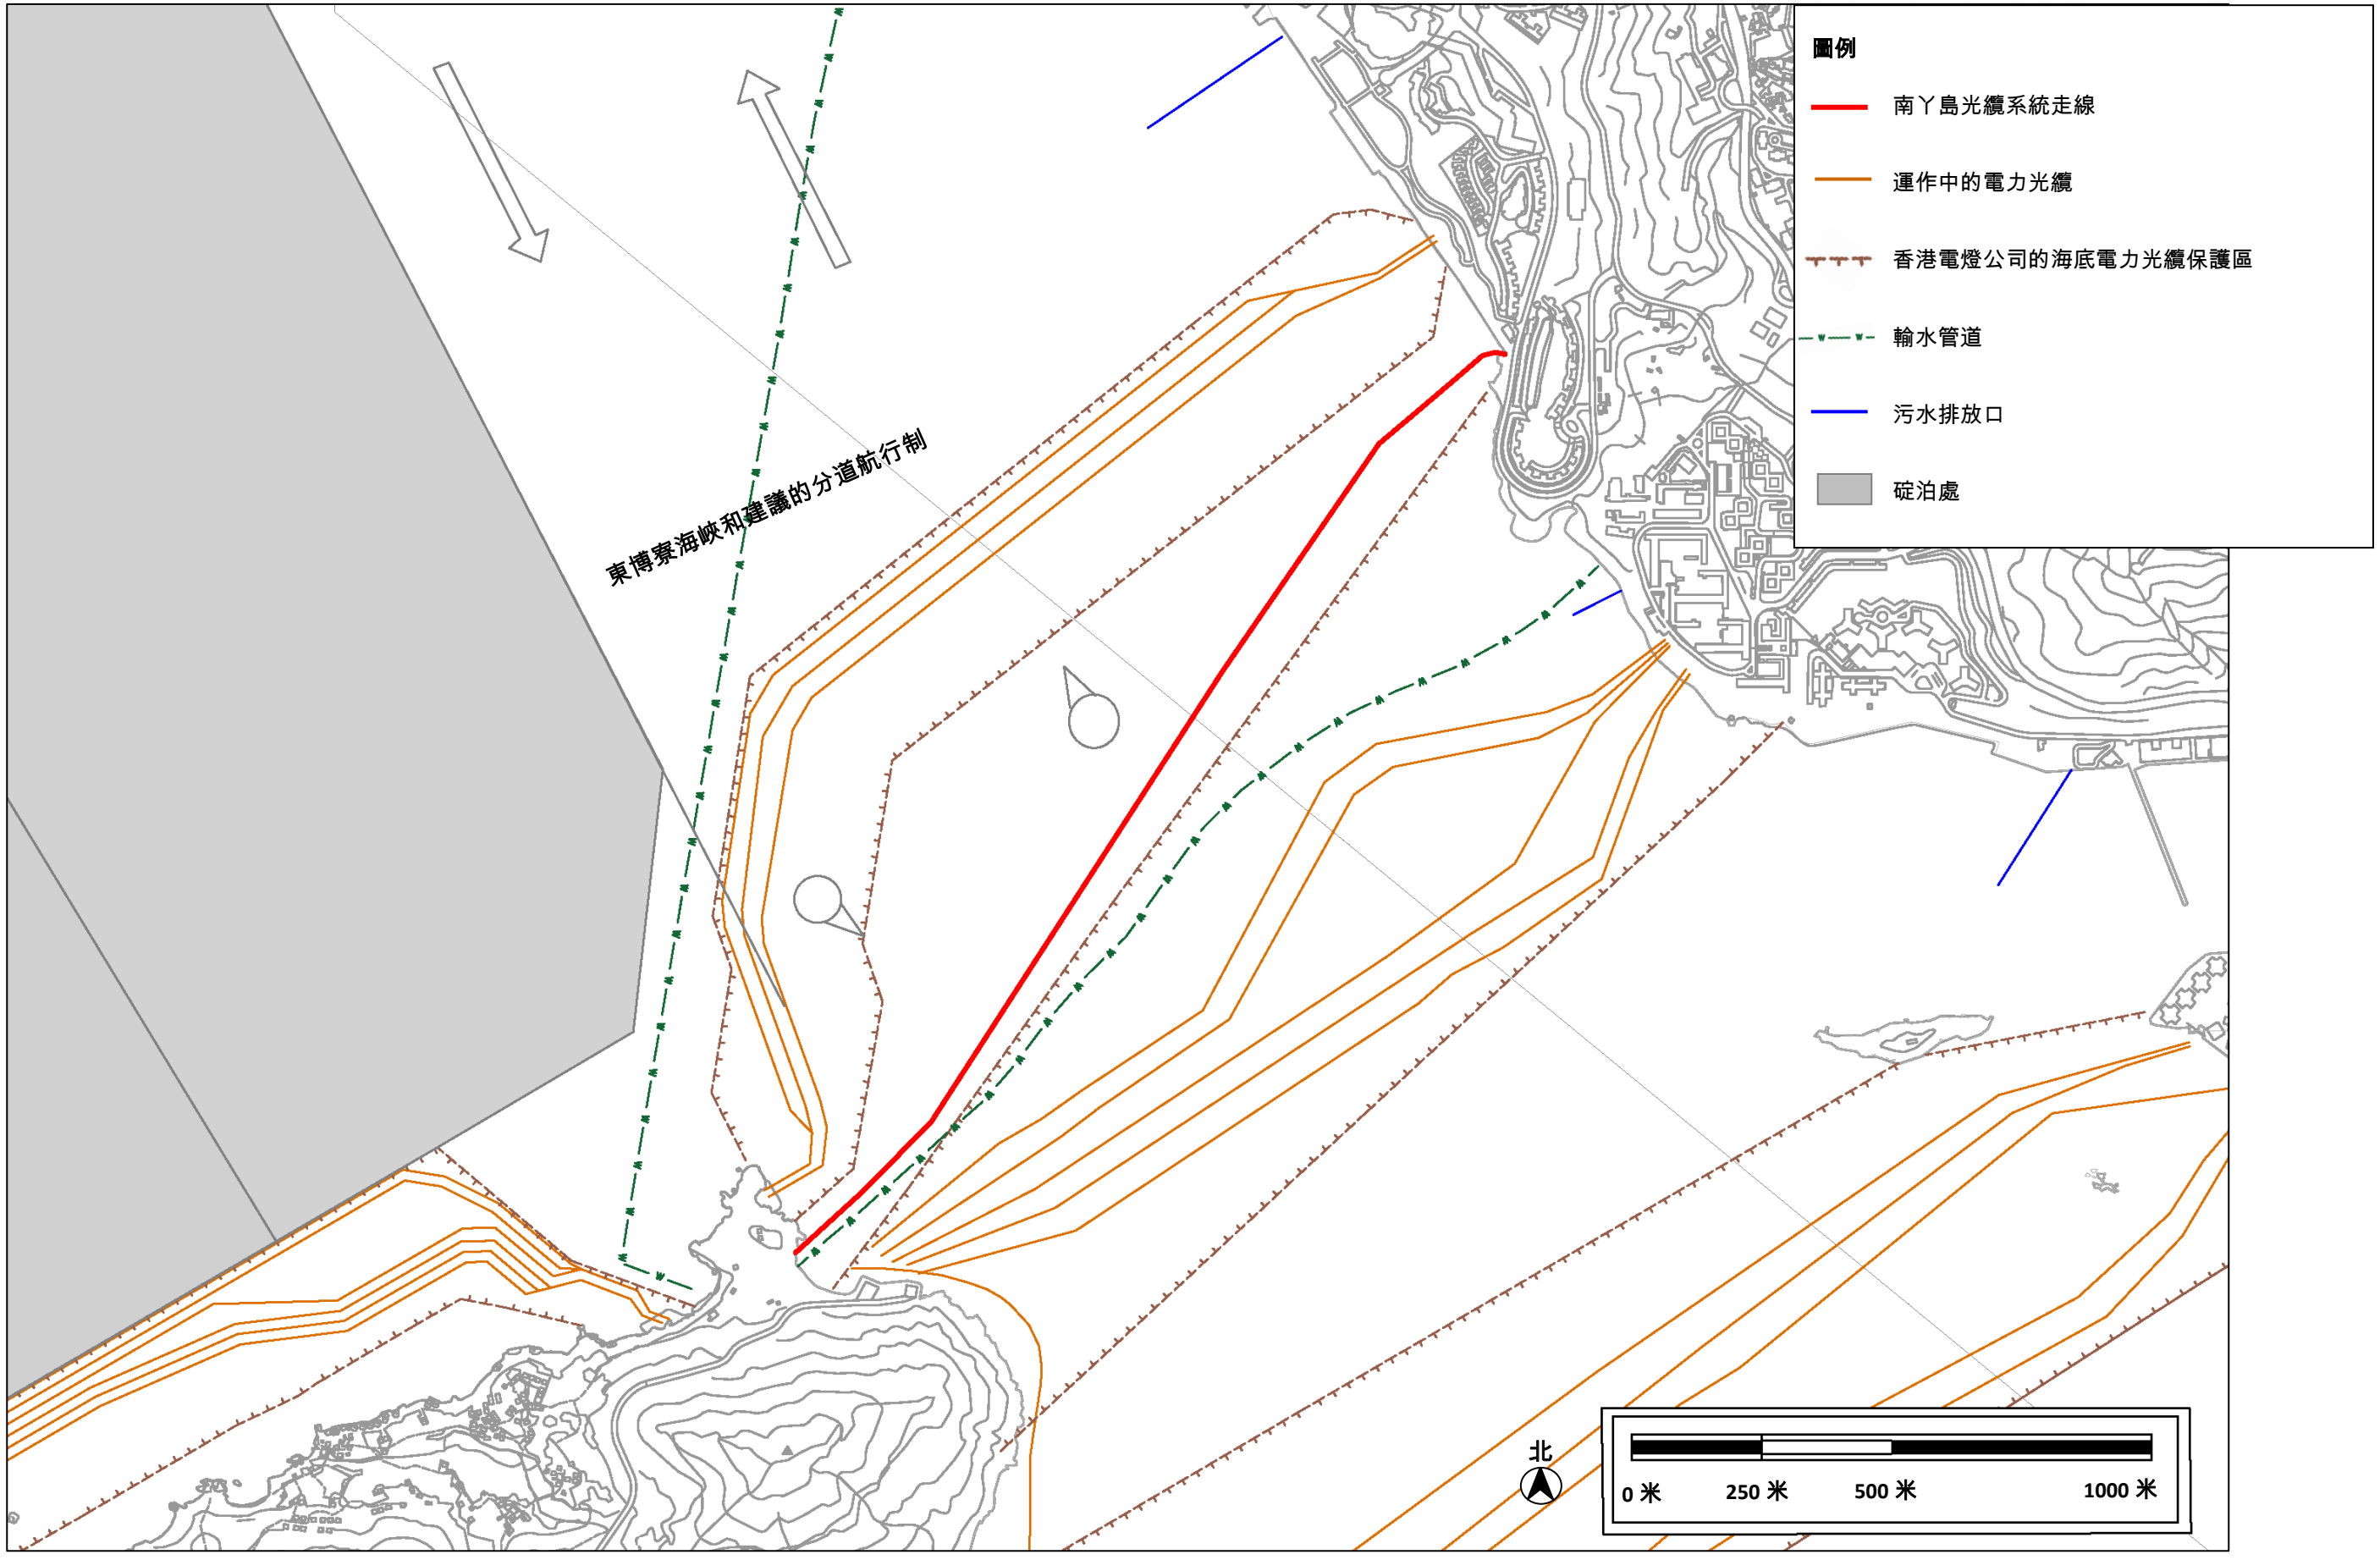 圖例
南丫島光纜系統走線
運作中的電力光纜
香港電燈公司的海底電力光纜保護區
輸水管道
污水排放口
碇泊處
東博寮海峽和建議的分道航行制
北
0 米 250 米 500 米 1000 米